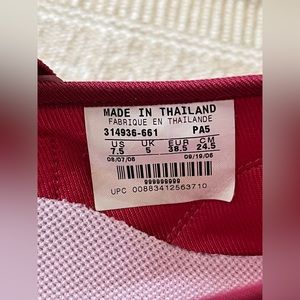 MADE IN THAILAND
FABRIQUE EN THAILANDE
314936-661 PA5
US UK EUR CM
7.5 5 38.5 24.5
08/07/06 09/19/06
99999999
UPC 00883412563710